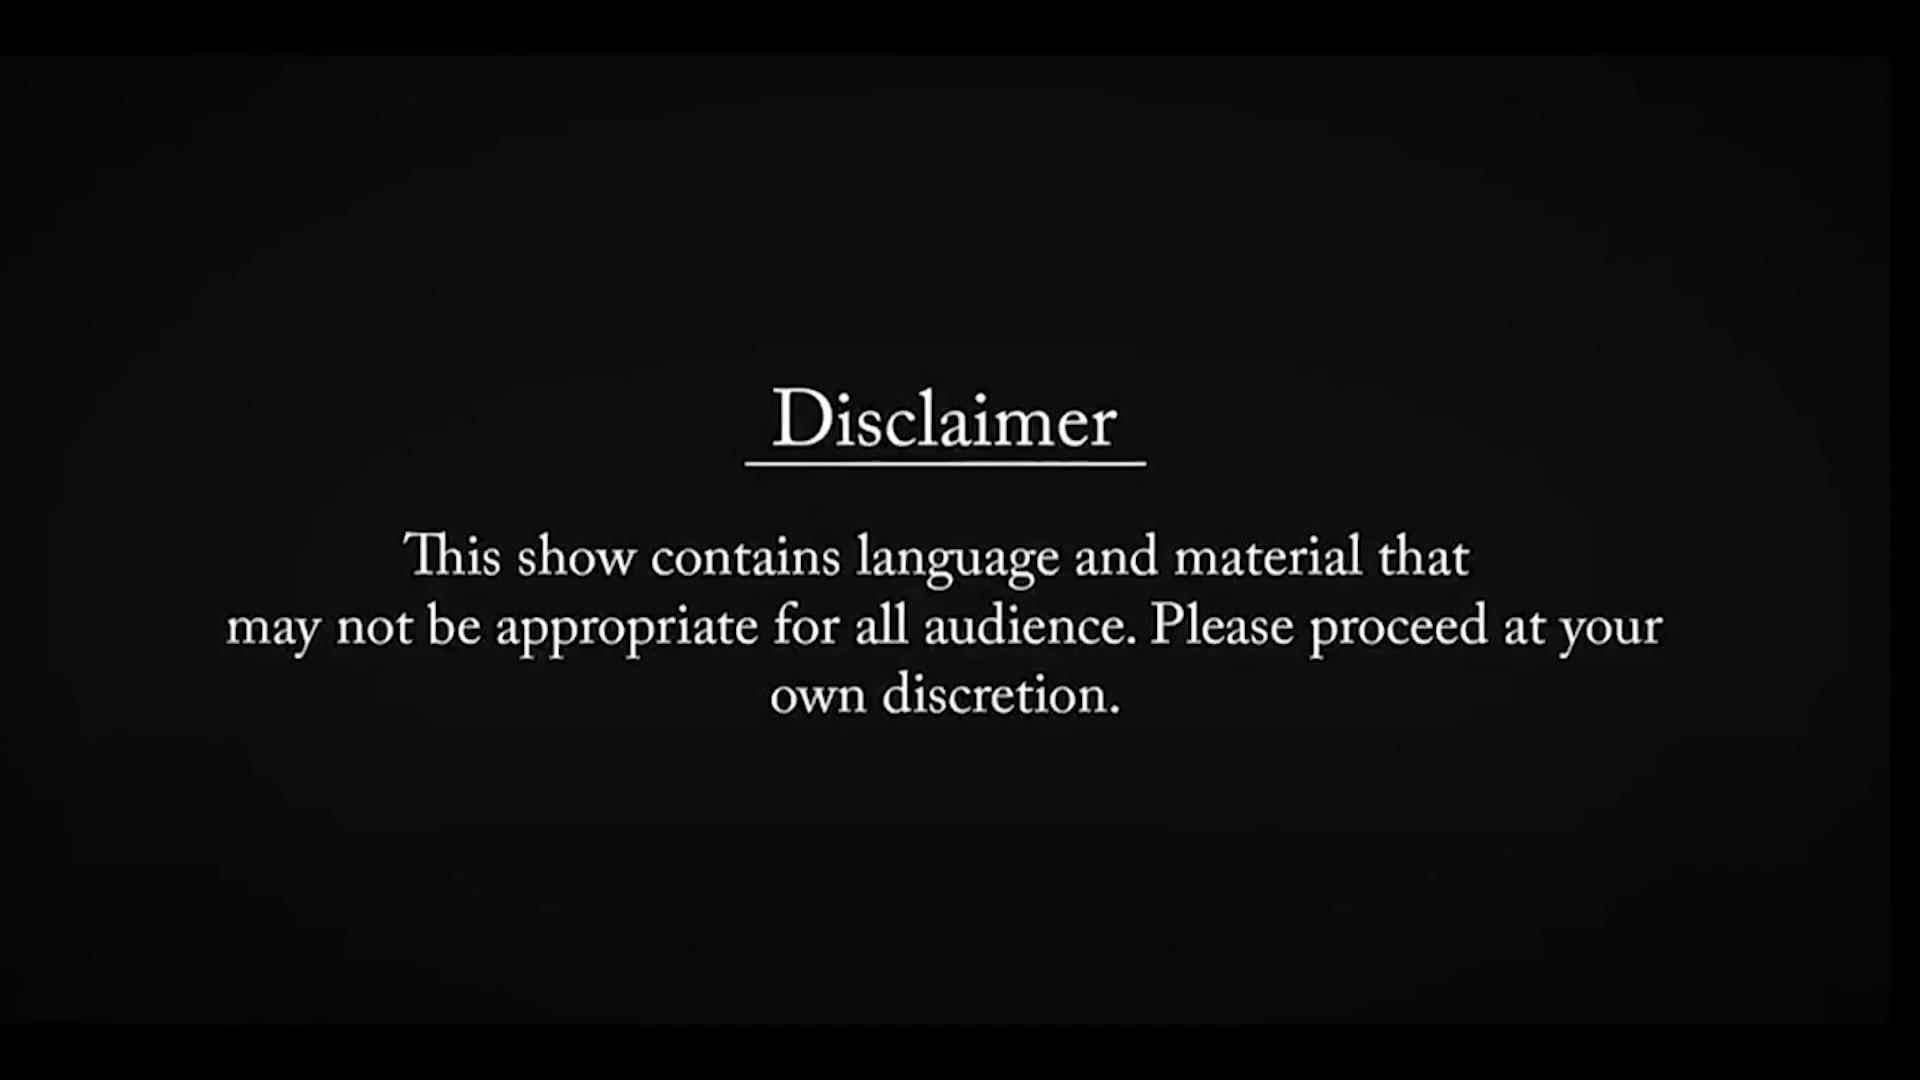 Disclaimer
This show contains language and material that
may not be appropriate for all audience. Please proceed at your
own discretion.